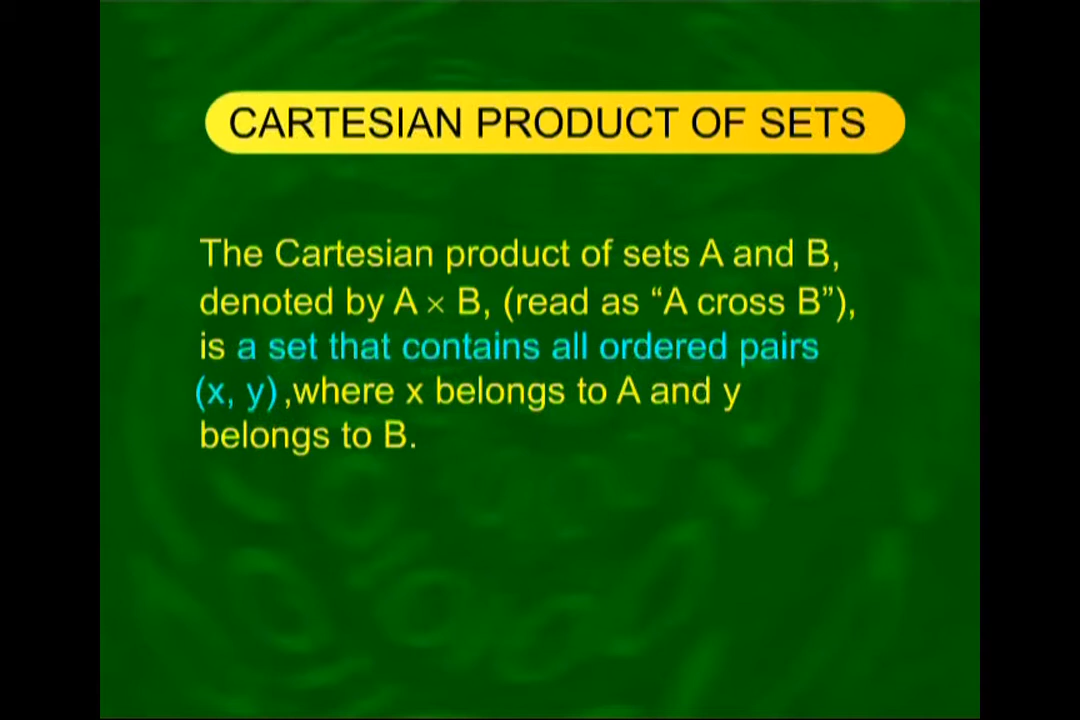 CARTESIAN PRODUCT OF SETS
The Cartesian product of sets A and B,
denoted by A × B, (read as “A cross B”),
is a set that contains all ordered pairs
(x, y) ,where x belongs to A and y
belongs to B.